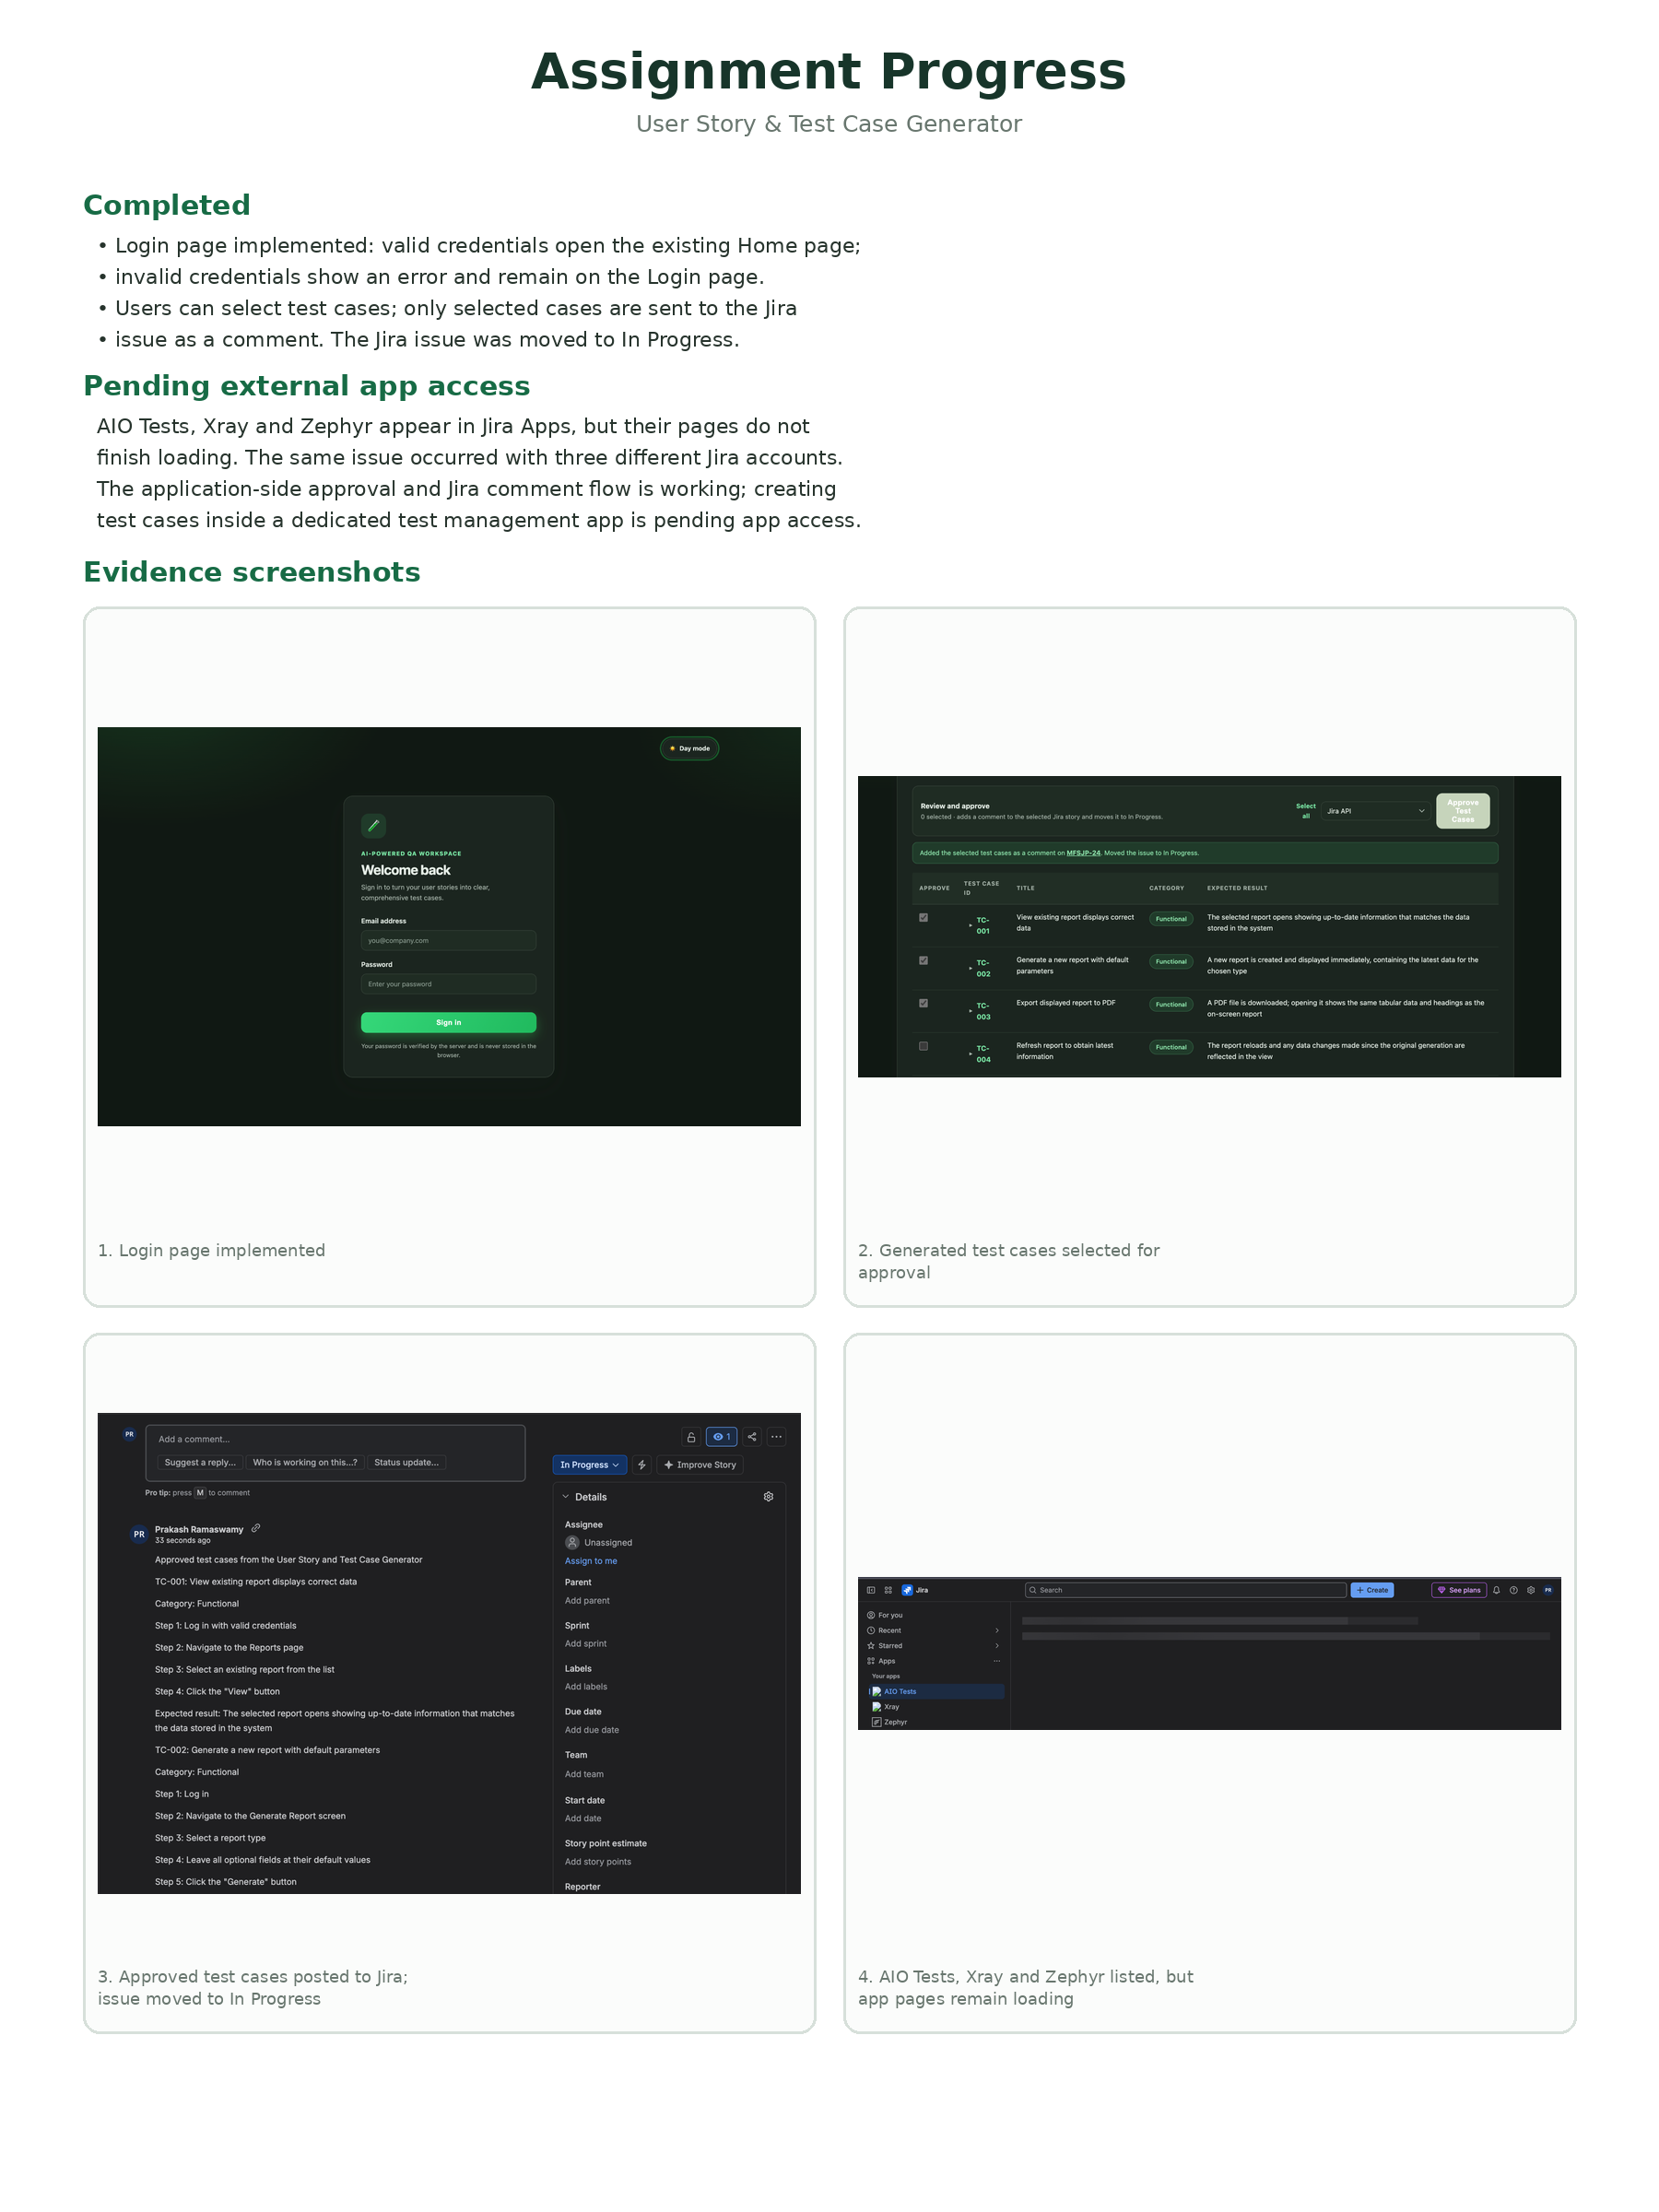 Assignment Progress
User Story & Test Case Generator
Completed
• Login page implemented: valid credentials open the existing Home page;
• invalid credentials show an error and remain on the Login page.
• Users can select test cases; only selected cases are sent to the Jira
• issue as a comment. The Jira issue was moved to In Progress.
Pending external app access
AIO Tests, Xray and Zephyr appear in Jira Apps, but their pages do not
finish loading. The same issue occurred with three different Jira accounts.
The application-side approval and Jira comment flow is working; creating
test cases inside a dedicated test management app is pending app access.
Evidence screenshots
Day mode
AI-POWERED QA WORKSPACE
Welcome back
Sign in to turn your user stories into clear,
comprehensive test cases.
Email address
you@company.com
Password
Enter your password
Sign in
Your password is verified by the server and is never stored in the
browser.
1. Login page implemented
Review and approve
0 selected · adds a comment to the selected Jira story and moves it to In Progress.
Select
all
Jira API
Approve
Test
Cases
Added the selected test cases as a comment on MFSJP-24. Moved the issue to In Progress.
APPROVE
TEST CASE
ID
TITLE
CATEGORY
EXPECTED RESULT
TC-
001
View existing report displays correct
data
Functional
The selected report opens showing up-to-date information that matches the data
stored in the system
TC-
002
Generate a new report with default
parameters
Functional
A new report is created and displayed immediately, containing the latest data for the
chosen type
TC-
003
Export displayed report to PDF
Functional
A PDF file is downloaded; opening it shows the same tabular data and headings as the
on-screen report
TC-
004
Refresh report to obtain latest
information
Functional
The report reloads and any data changes made since the original generation are
reflected in the view
2. Generated test cases selected for
approval
PR
Add a comment...
Suggest a reply...
Who is working on this...?
Status update...
Pro tip: press M to comment
PR
Prakash Ramaswamy
33 seconds ago
Approved test cases from the User Story and Test Case Generator
TC-001: View existing report displays correct data
Category: Functional
Step 1: Log in with valid credentials
Step 2: Navigate to the Reports page
Step 3: Select an existing report from the list
Step 4: Click the "View" button
Expected result: The selected report opens showing up-to-date information that matches
the data stored in the system
TC-002: Generate a new report with default parameters
Category: Functional
Step 1: Log in
Step 2: Navigate to the Generate Report screen
Step 3: Select a report type
Step 4: Leave all optional fields at their default values
Step 5: Click the "Generate" button
1
In Progress
Improve Story
Details
Assignee
Unassigned
Assign to me
Parent
Add parent
Sprint
Add sprint
Labels
Add labels
Due date
Add due date
Team
Add team
Start date
Add date
Story point estimate
Add story points
Reporter
3. Approved test cases posted to Jira;
issue moved to In Progress
Jira
Search
+ Create
See plans
PR
For you
Recent
Starred
Apps
Your apps
AIO Tests
Xray
Zephyr
4. AIO Tests, Xray and Zephyr listed, but
app pages remain loading